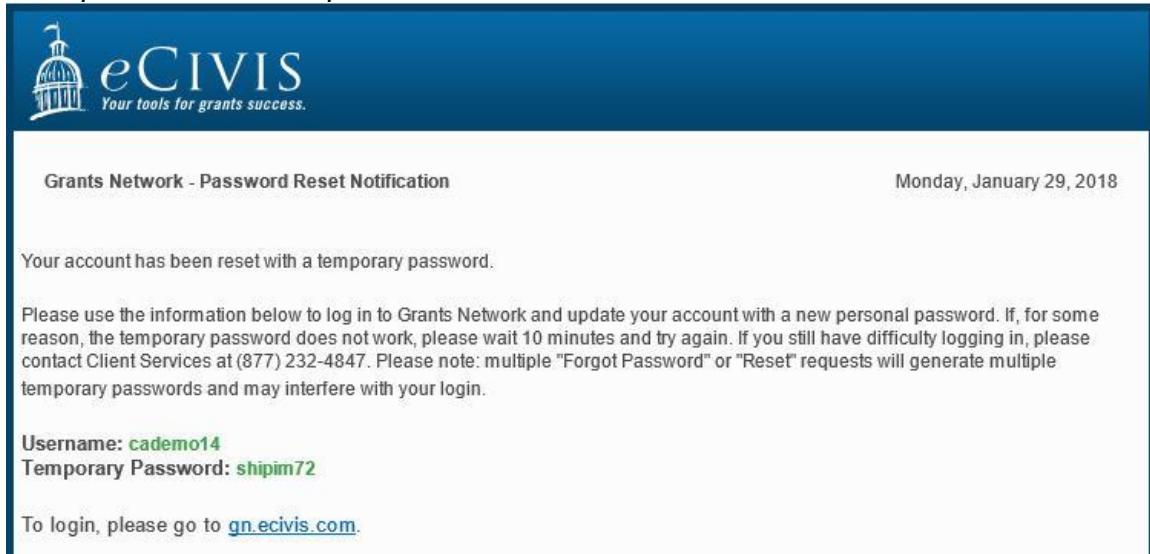 eCIVIS
Your tools for grants success.
Grants Network - Password Reset Notification
Monday, January 29, 2018
Your account has been reset with a temporary password.
Please use the information below to log in to Grants Network and update your account with a new personal password. If, for some
reason, the temporary password does not work, please wait 10 minutes and try again. If you still have difficulty logging in, please
contact Client Services at (877) 232-4847. Please note: multiple "Forgot Password" or "Reset" requests will generate multiple
temporary passwords and may interfere with your login.
Username: cademo14
Temporary Password: shipim72
To login, please go to gn.ecivis.com.